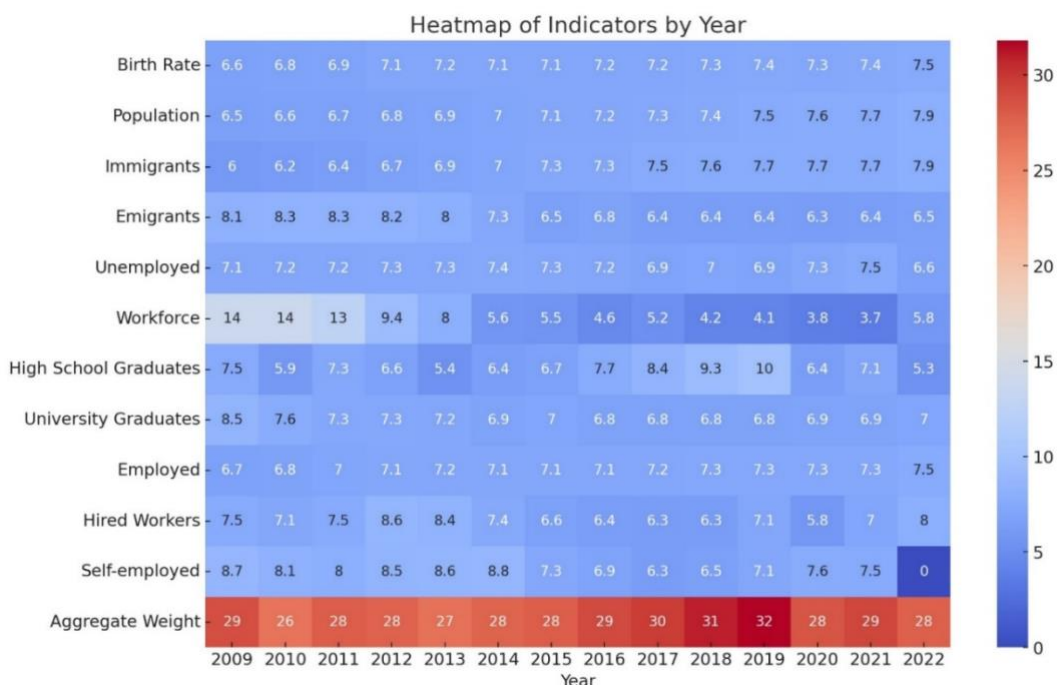 Heatmap of Indicators by Year
Birth Rate 6.6 6.8 6.9 7.1 7.2 7.1 7.1 7.2 7.2 7.3 7.4 7.3 7.4 7.5
Population 6.5 6.6 6.7 6.8 6.9 7 7.1 7.2 7.3 7.4 7.5 7.6 7.7 7.9
Immigrants 6 6.2 6.4 6.7 6.9 7 7.3 7.3 7.5 7.6 7.7 7.7 7.7 7.9
Emigrants 8.1 8.3 8.3 8.2 8 7.3 6.5 6.8 6.4 6.4 6.4 6.3 6.4 6.5
Unemployed 7.1 7.2 7.2 7.3 7.3 7.4 7.3 7.2 6.9 7 6.9 7.3 7.5 6.6
Workforce 14 14 13 9.4 8 5.6 5.5 4.6 5.2 4.2 4.1 3.8 3.7 5.8
High School Graduates 7.5 5.9 7.3 6.6 5.4 6.4 6.7 7.7 8.4 9.3 10 6.4 7.1 5.3
University Graduates 8.5 7.6 7.3 7.3 7.2 6.9 7 6.8 6.8 6.8 6.8 6.9 6.9 7
Employed 6.7 6.8 7 7.1 7.2 7.1 7.1 7.1 7.2 7.3 7.3 7.3 7.3 7.5
Hired Workers 7.5 7.1 7.5 8.6 8.4 7.4 6.6 6.4 6.3 6.3 7.1 5.8 7 8
Self-employed 8.7 8.1 8 8.5 8.6 8.8 7.3 6.9 6.3 6.5 7.1 7.6 7.5 0
Aggregate Weight 29 26 28 28 27 28 28 29 30 31 32 28 29 28
2009 2010 2011 2012 2013 2014 2015 2016 2017 2018 2019 2020 2021 2022
Year
30
25
20
15
10
5
0